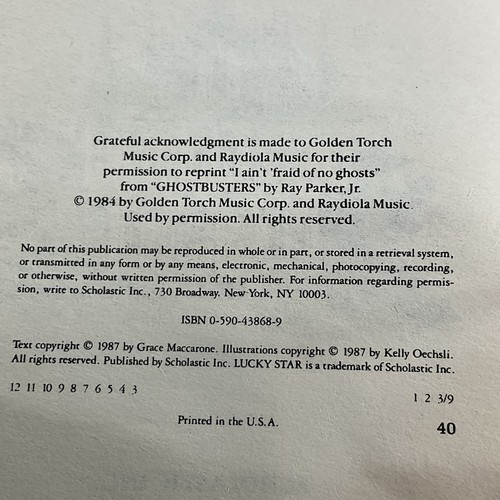 Grateful acknowledgment is made to Golden Torch
Music Corp. and Raydiola Music for their
permission to reprint "I ain't 'fraid of no ghosts"
from "GHOSTBUSTERS" by Ray Parker, Jr.
© 1984 by Golden Torch Music Corp. and Raydiola Music.
Used by permission. All rights reserved.
No part of this publication may be reproduced in whole or in part, or stored in a retrieval system,
or transmitted in any form or by any means, electronic, mechanical, photocopying, recording,
or otherwise, without written permission of the publisher. For information regarding permis-
sion, write to Scholastic Inc., 730 Broadway. New York, NY 10003.
ISBN 0-590-43868-9
Text copyright © 1987 by Grace Maccarone. Illustrations copyright © 1987 by Kelly Oechsli.
All rights reserved. Published by Scholastic Inc. LUCKY STAR is a trademark of Scholastic Inc.
12 11 10 9 8 7 6 5 4 3
1 2 3/9
Printed in the U.S.A.
40